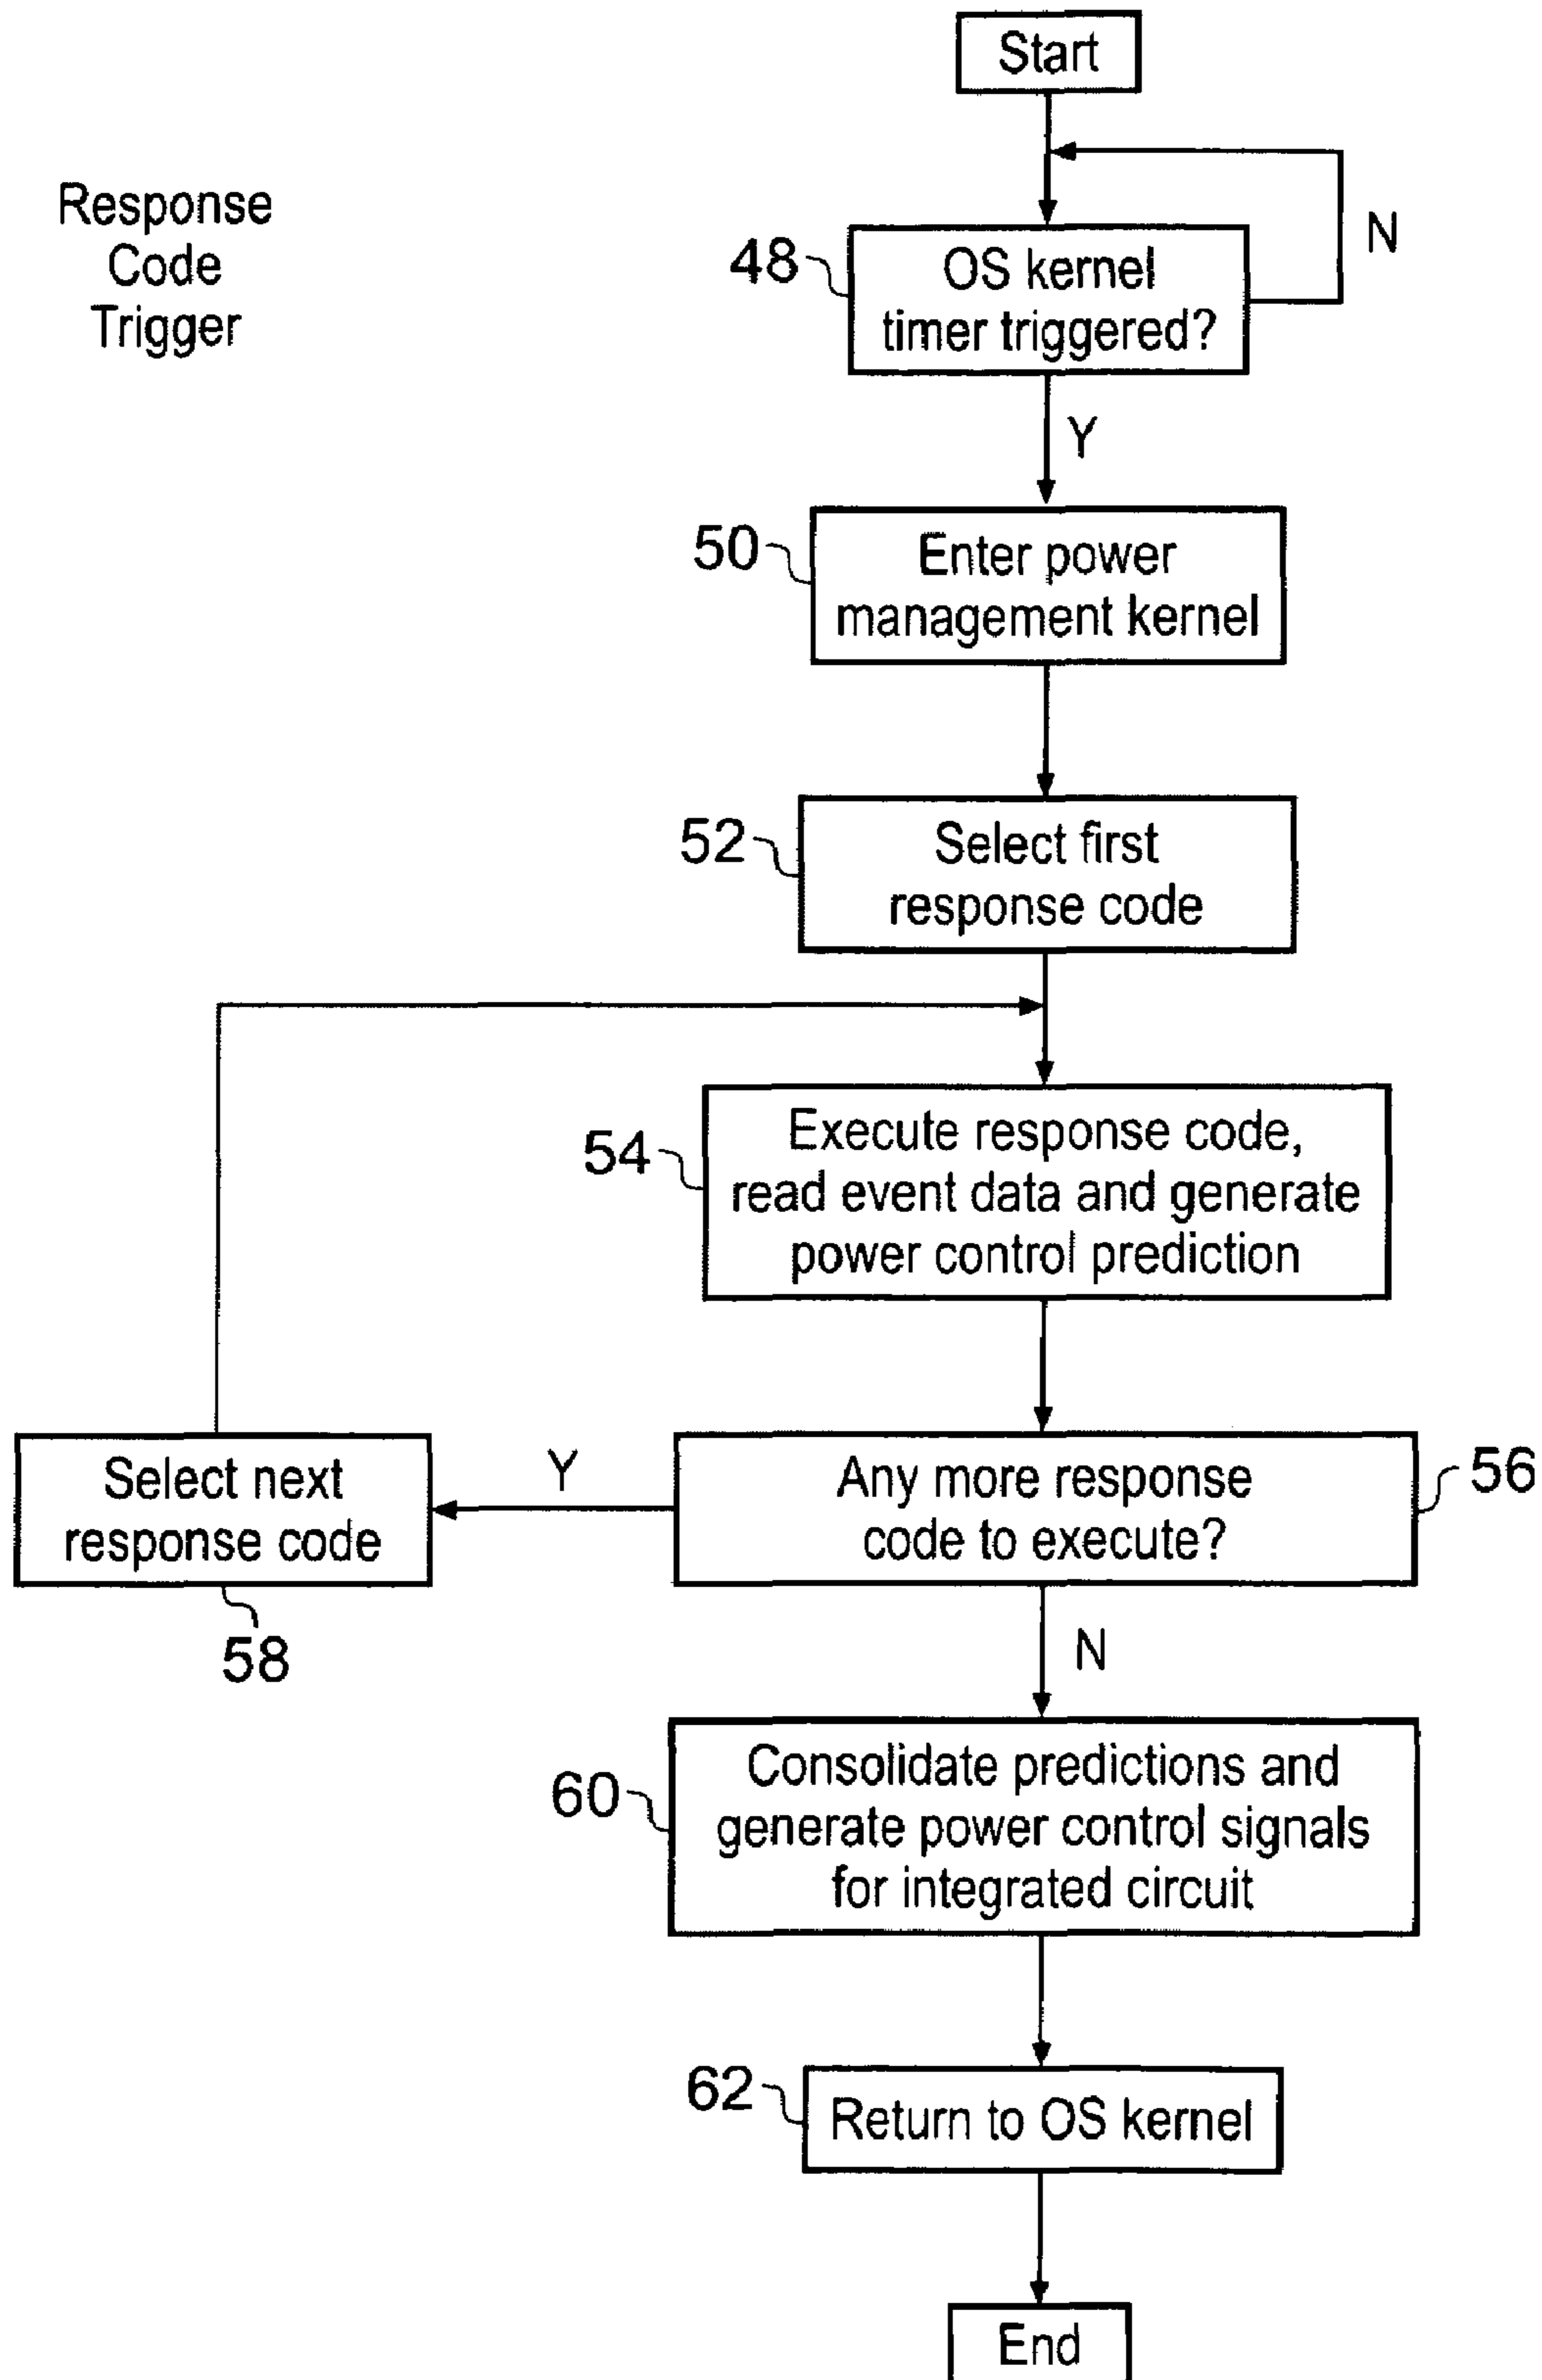 Start
Response
Code
Trigger
N
48
OS kernel
timer triggered?
Y
50
Enter power
management kernel
52
Select first
response code
54
Execute response code,
read event data and generate
power control prediction
Select next
response code
58
Y
Any more response
code to execute?
56
N
60
Consolidate predictions and
generate power control signals
for integrated circuit
62
Return to OS kernel
End